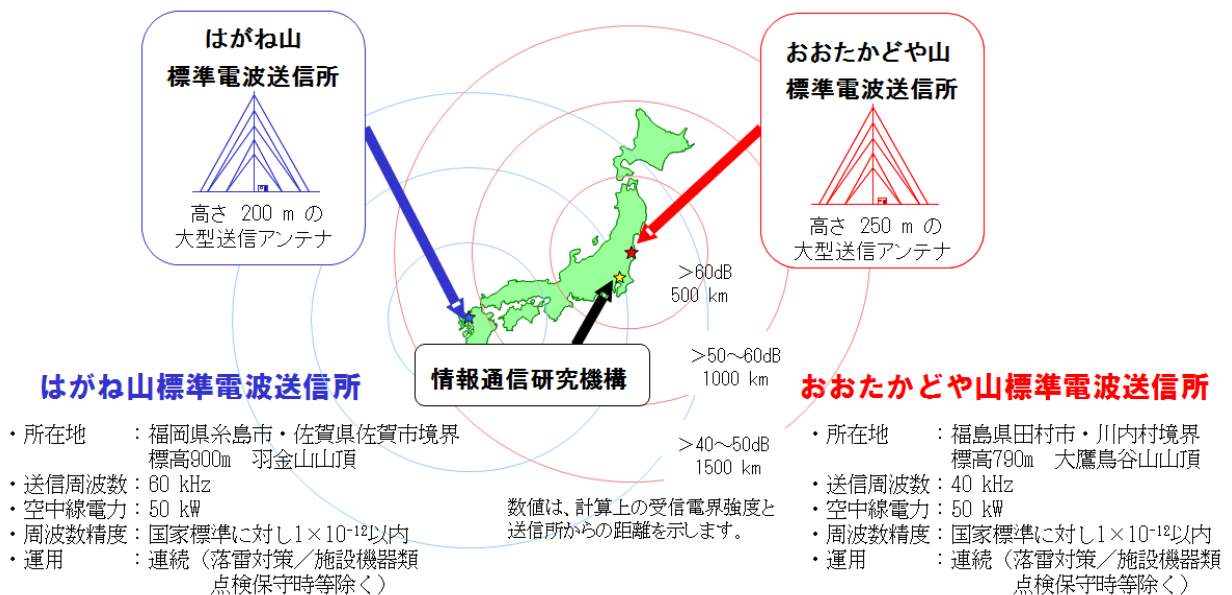 はがね山
標準電波送信所
高さ 200 m の
大型送信アンテナ
おおたかどや山
標準電波送信所
高さ 250 m の
大型送信アンテナ
>60dB
500 km
>50～60dB
1000 km
>40～50dB
1500 km
情報通信研究機構
数値は、計算上の受信電界強度と
送信所からの距離を示します。
はがね山標準電波送信所
・所在地　　：福岡県糸島市・佐賀県佐賀市境界
標高900m　羽金山山頂
・送信周波数：60 kHz
・空中線電力：50 kW
・周波数精度：国家標準に対し1×10⁻¹²以内
・運用　　　：連続（落雷対策／施設機器類
点検保守時等除く）
おおたかどや山標準電波送信所
・所在地　　：福島県田村市・川内村境界
標高790m　大鷹鳥谷山山頂
・送信周波数：40 kHz
・空中線電力：50 kW
・周波数精度：国家標準に対し1×10⁻¹²以内
・運用　　　：連続（落雷対策／施設機器類
点検保守時等除く）